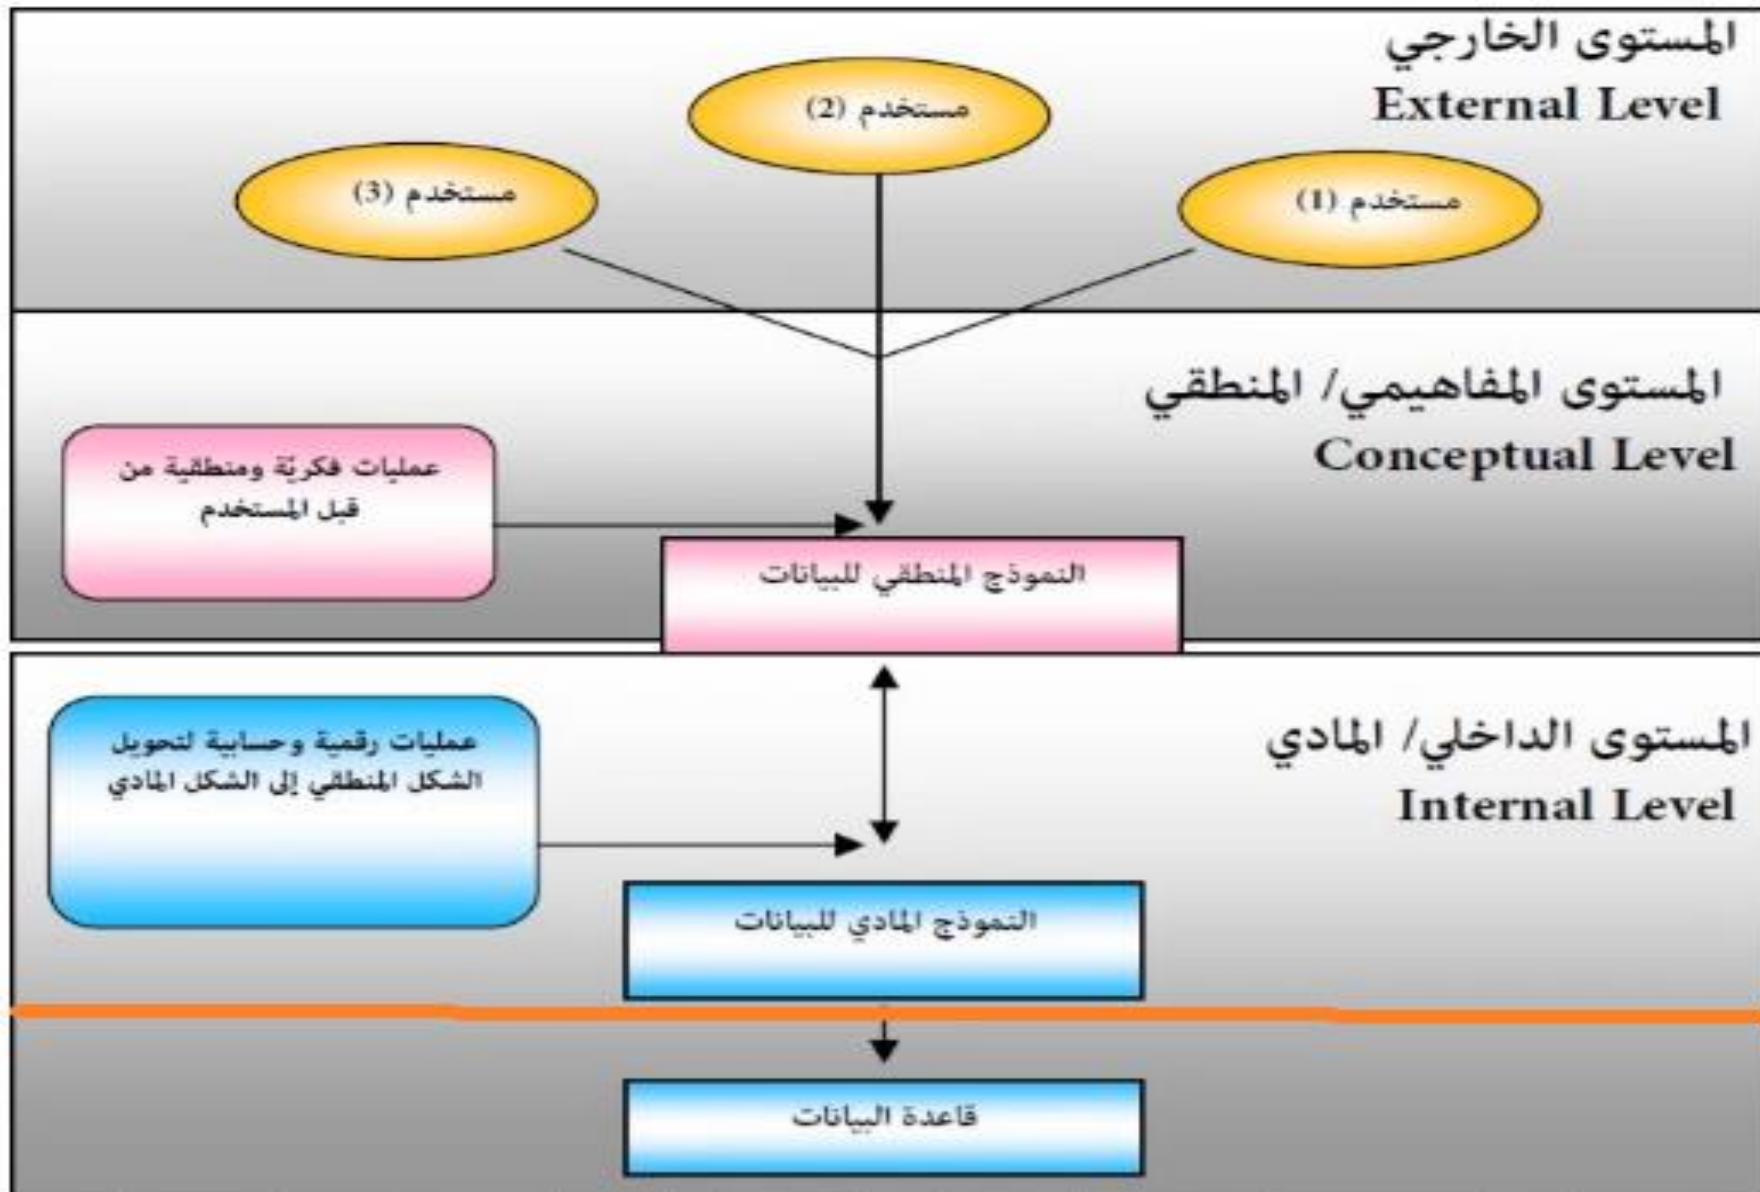 المستوى الخارجي
External Level
مستخدم (1)
مستخدم (2)
مستخدم (3)
المستوى المفاهيمي/ المنطقي
Conceptual Level
عمليات فكريّة ومنطقية من
قبل المستخدم
النموذج المنطقي للبيانات
المستوى الداخلي/ المادي
Internal Level
عمليات رقمية وحسابية لتحويل
الشكل المنطقي إلى الشكل المادي
النموذج المادي للبيانات
قاعدة البيانات